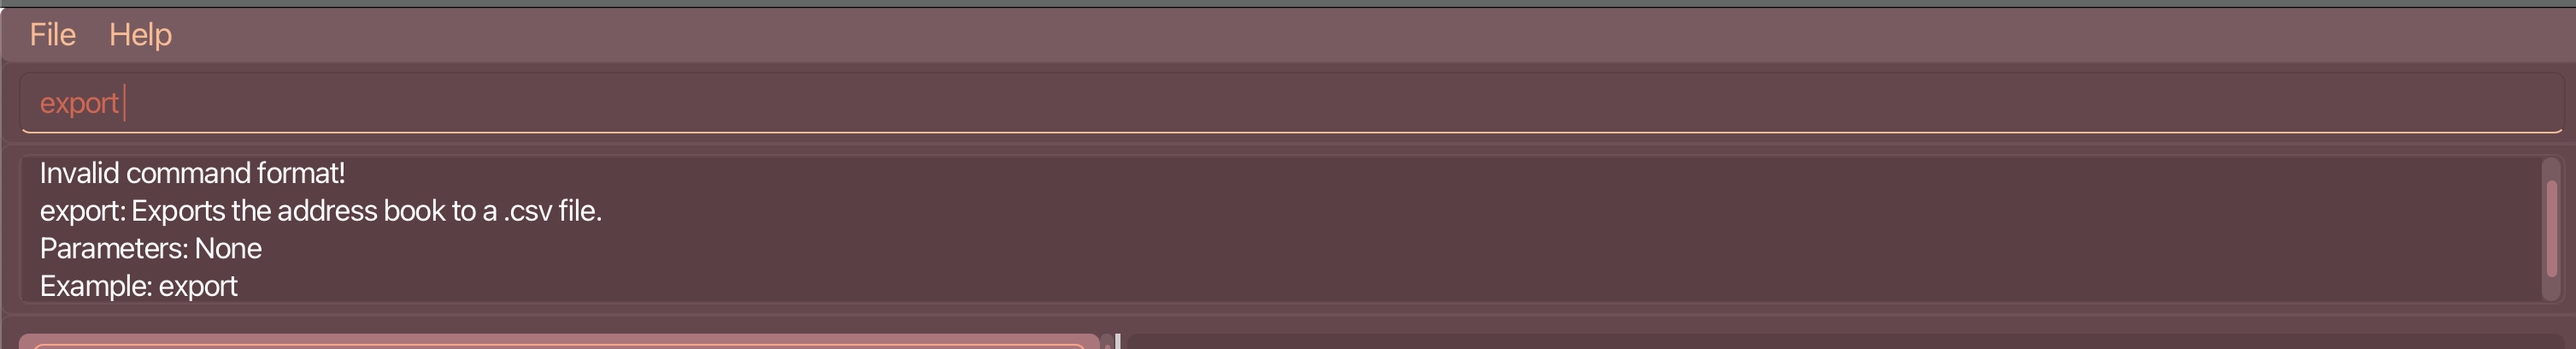 File Help
export
Invalid command format!
export: Exports the address book to a .csv file.
Parameters: None
Example: export